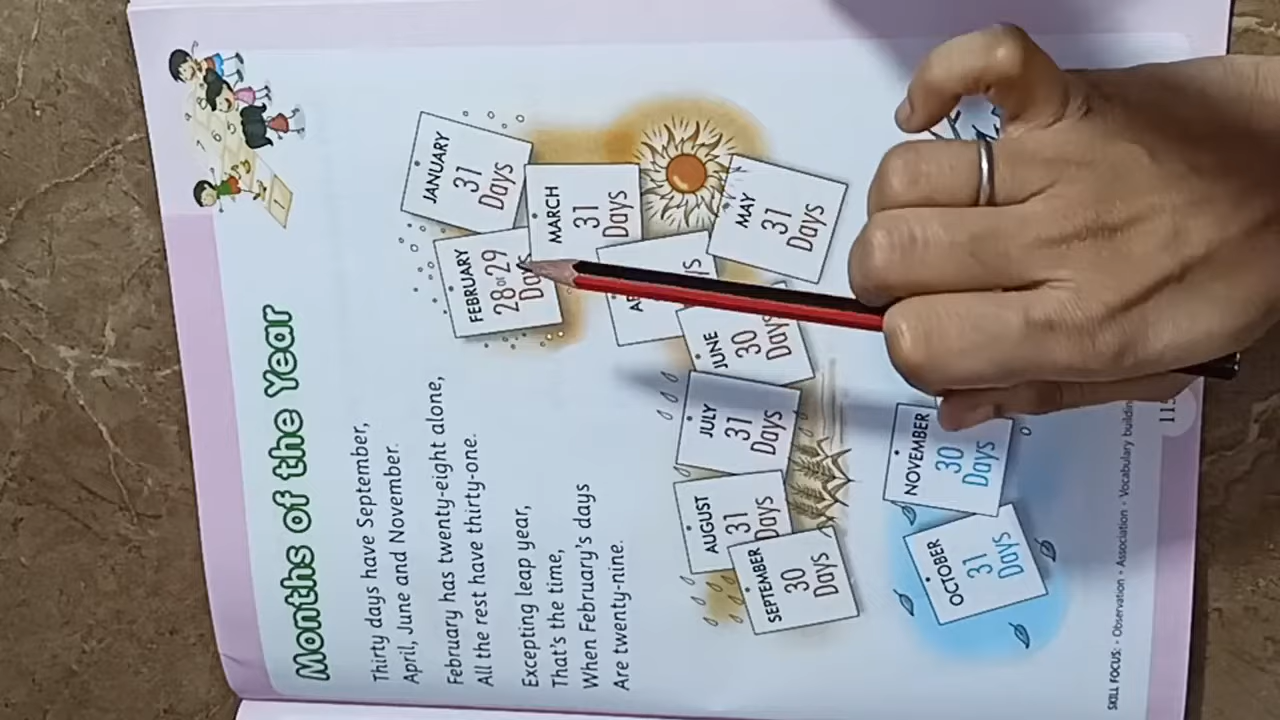 Months of the Year
Thirty days have September,
April, June and November.
February has twenty-eight alone,
All the rest have thirty-one.
Excepting leap year,
That's the time,
When February's days
Are twenty-nine.
JANUARY
31
Days
FEBRUARY
28 or 29
Days
MARCH
31
Days
MAY
31
Days
JUNE
30
Days
JULY
31
Days
AUGUST
31
Days
SEPTEMBER
30
Days
OCTOBER
31
Days
NOVEMBER
30
Days
SKILL FOCUS: • Observation • Association • Vocabulary